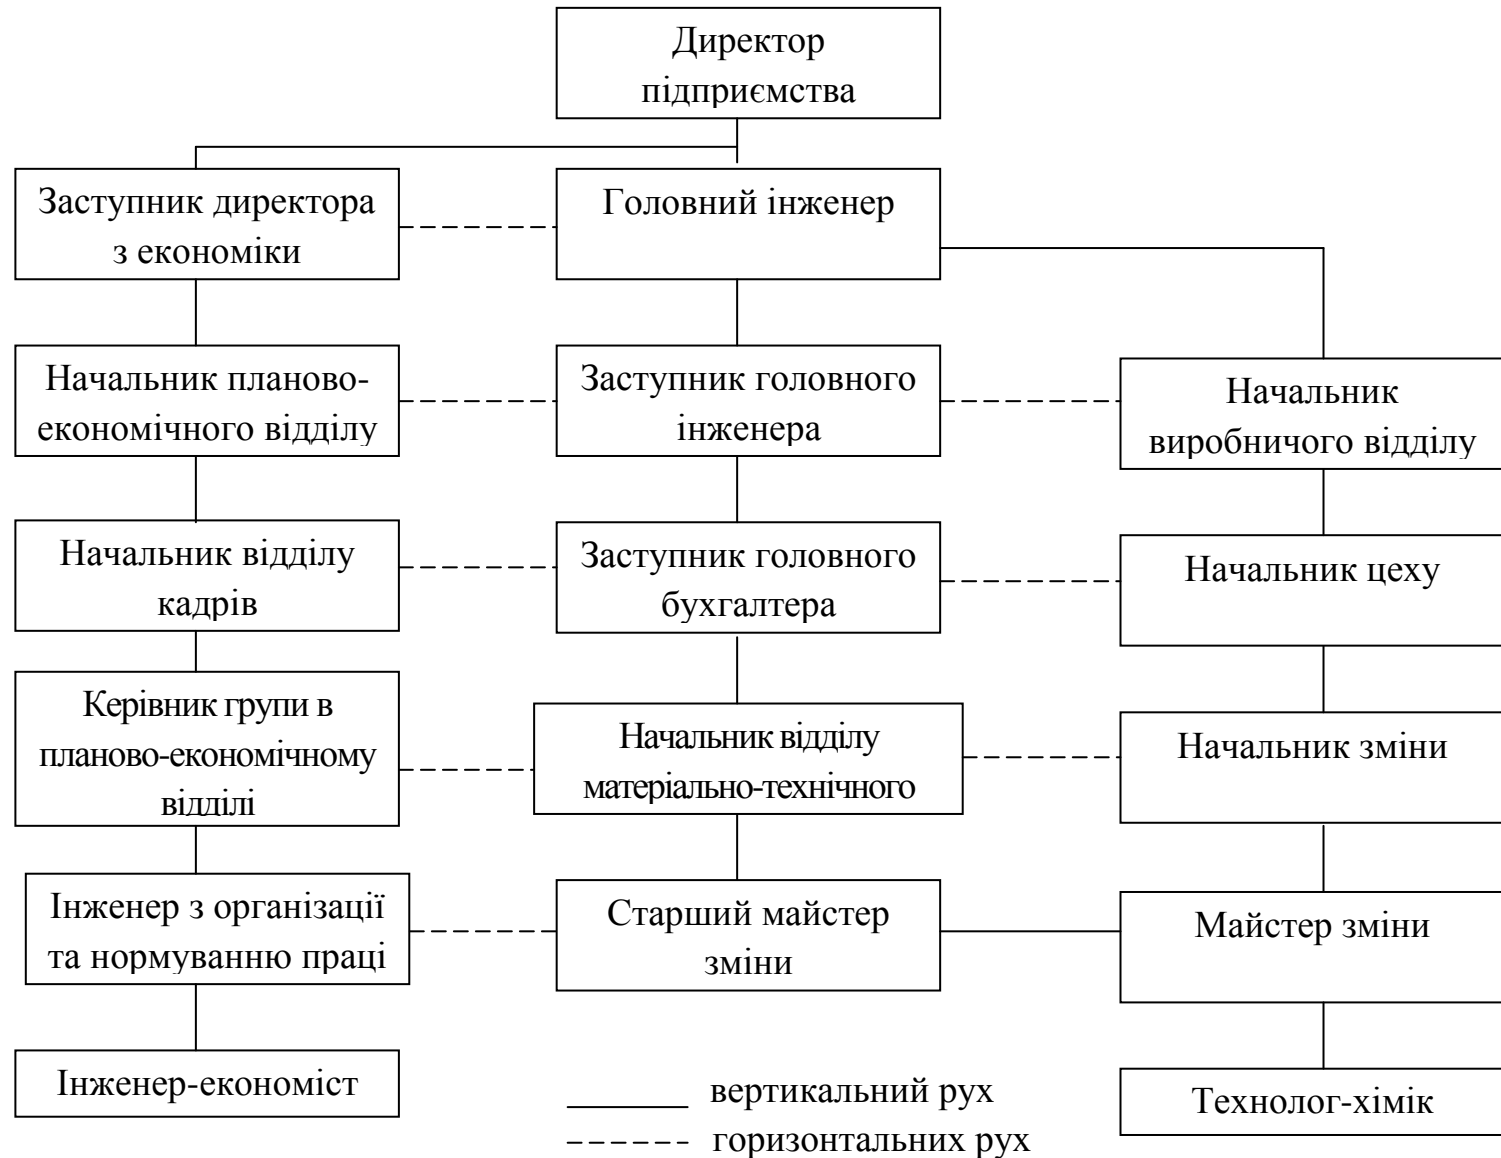 Директор
підприємства
Заступник директора
з економіки
Головний інженер
Начальник планово-
економічного відділу
Заступник головного
інженера
Начальник
виробничого відділу
Начальник відділу
кадрів
Заступник головного
бухгалтера
Начальник цеху
Керівник групи в
планово-економічному
відділі
Начальник відділу
матеріально-технічного
Начальник зміни
Інженер з організації
та нормуванню праці
Старший майстер
зміни
Майстер зміни
Інженер-економіст
Технолог-хімік
вертикальний рух
горизонтальних рух